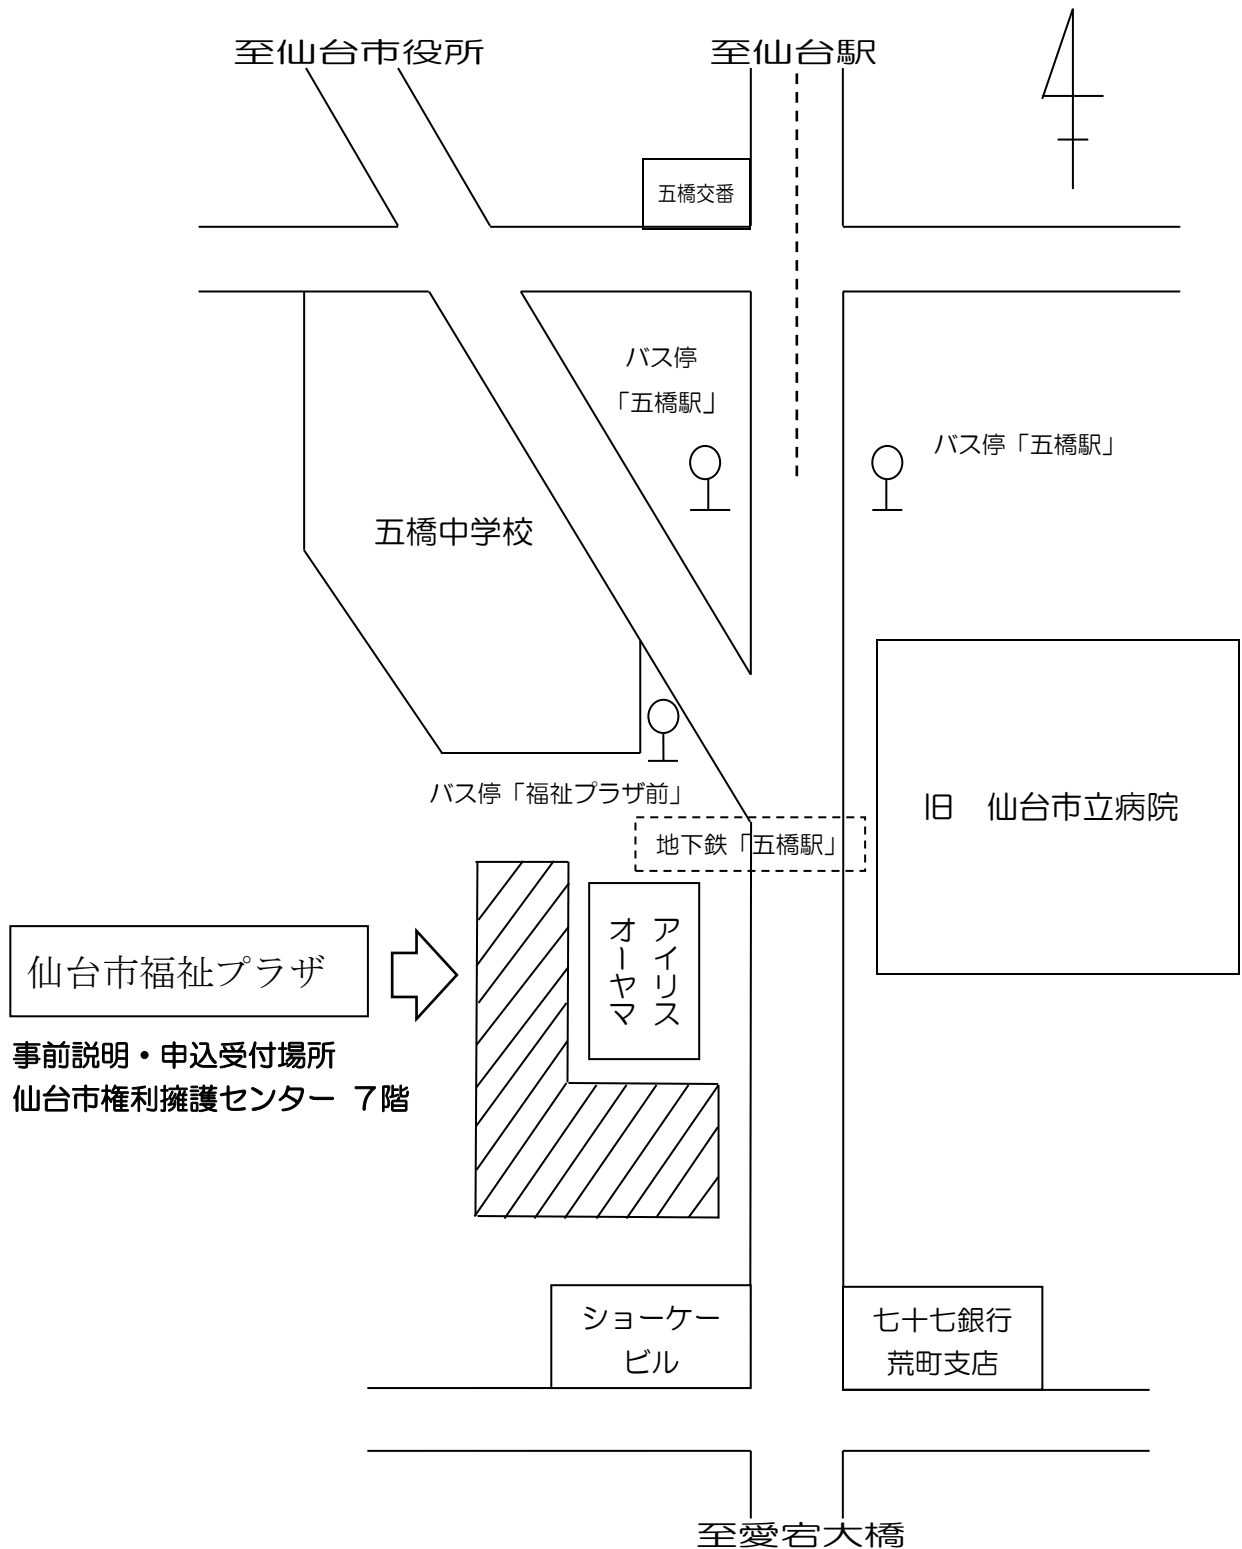 至仙台市役所
至仙台駅
五橋交番
バス停
「五橋駅」
バス停「五橋駅」
五橋中学校
バス停「福祉プラザ前」
旧　仙台市立病院
地下鉄「五橋駅」
アイリス
オーヤマ
仙台市福祉プラザ
事前説明・申込受付場所
仙台市権利擁護センター ７階
ショーケー
ビル
七十七銀行
荒町支店
至愛宕大橋